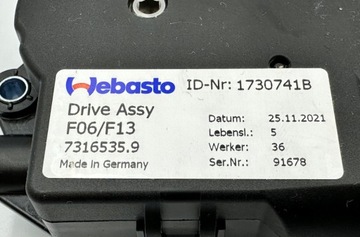 Webasto ID-Nr: 1730741B
Drive Assy
F06/F13
7316535.9
Made in Germany
Datum: 25.11.2021
Lebensl.: 5
Werker: 36
Ser.Nr.: 91678